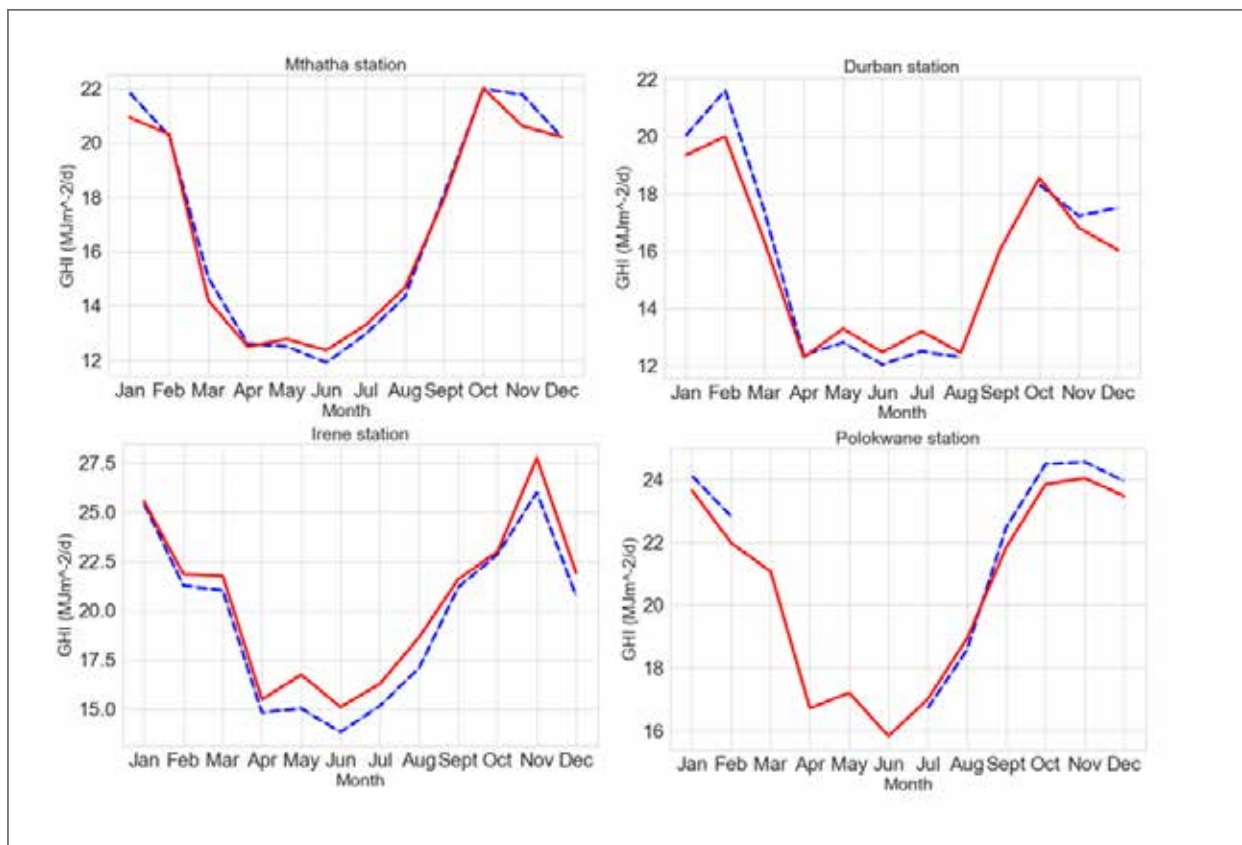 Mthatha station
GHI (MJm^-2/d)
22
20
18
16
14
12
Jan Feb Mar Apr May Jun Jul Aug Sept Oct Nov Dec
Month
Durban station
GHI (MJm^-2/d)
22
20
18
16
14
12
Jan Feb Mar Apr May Jun Jul Aug Sept Oct Nov Dec
Month
Irene station
GHI (MJm^-2/d)
27.5
25.0
22.5
20.0
17.5
15.0
Jan Feb Mar Apr May Jun Jul Aug Sept Oct Nov Dec
Month
Polokwane station
GHI (MJm^-2/d)
24
22
20
18
16
Jan Feb Mar Apr May Jun Jul Aug Sept Oct Nov Dec
Month